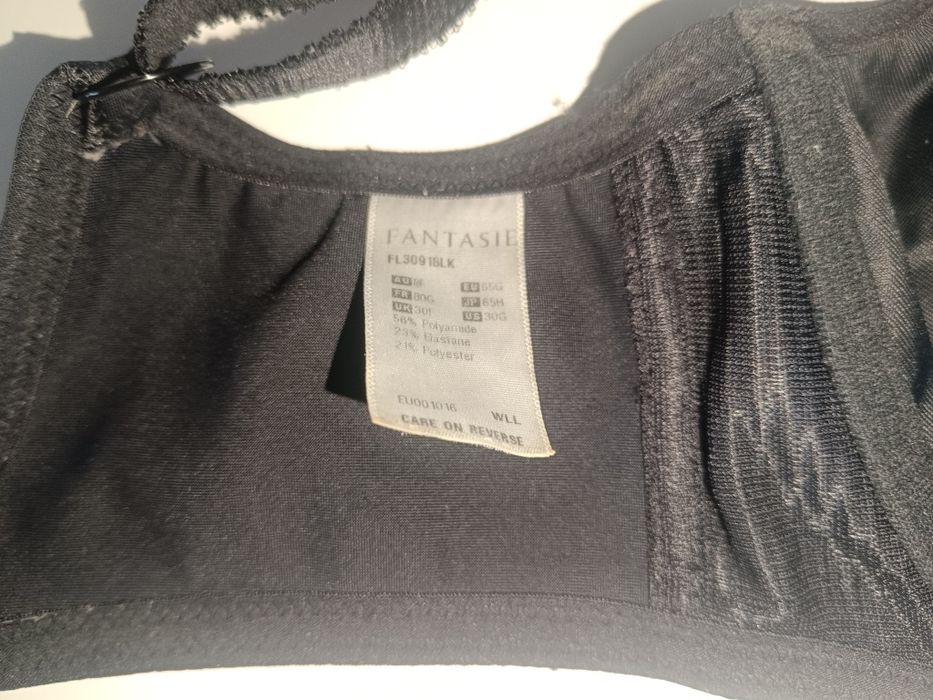 FANTASIE
FL3091BLK
AU 8F EU 65G
FR 80G JP 65H
UK 30F US 30G
56% Polyamide
23% Elastane
21% Polyester
EU001016 WLL
CARE ON REVERSE